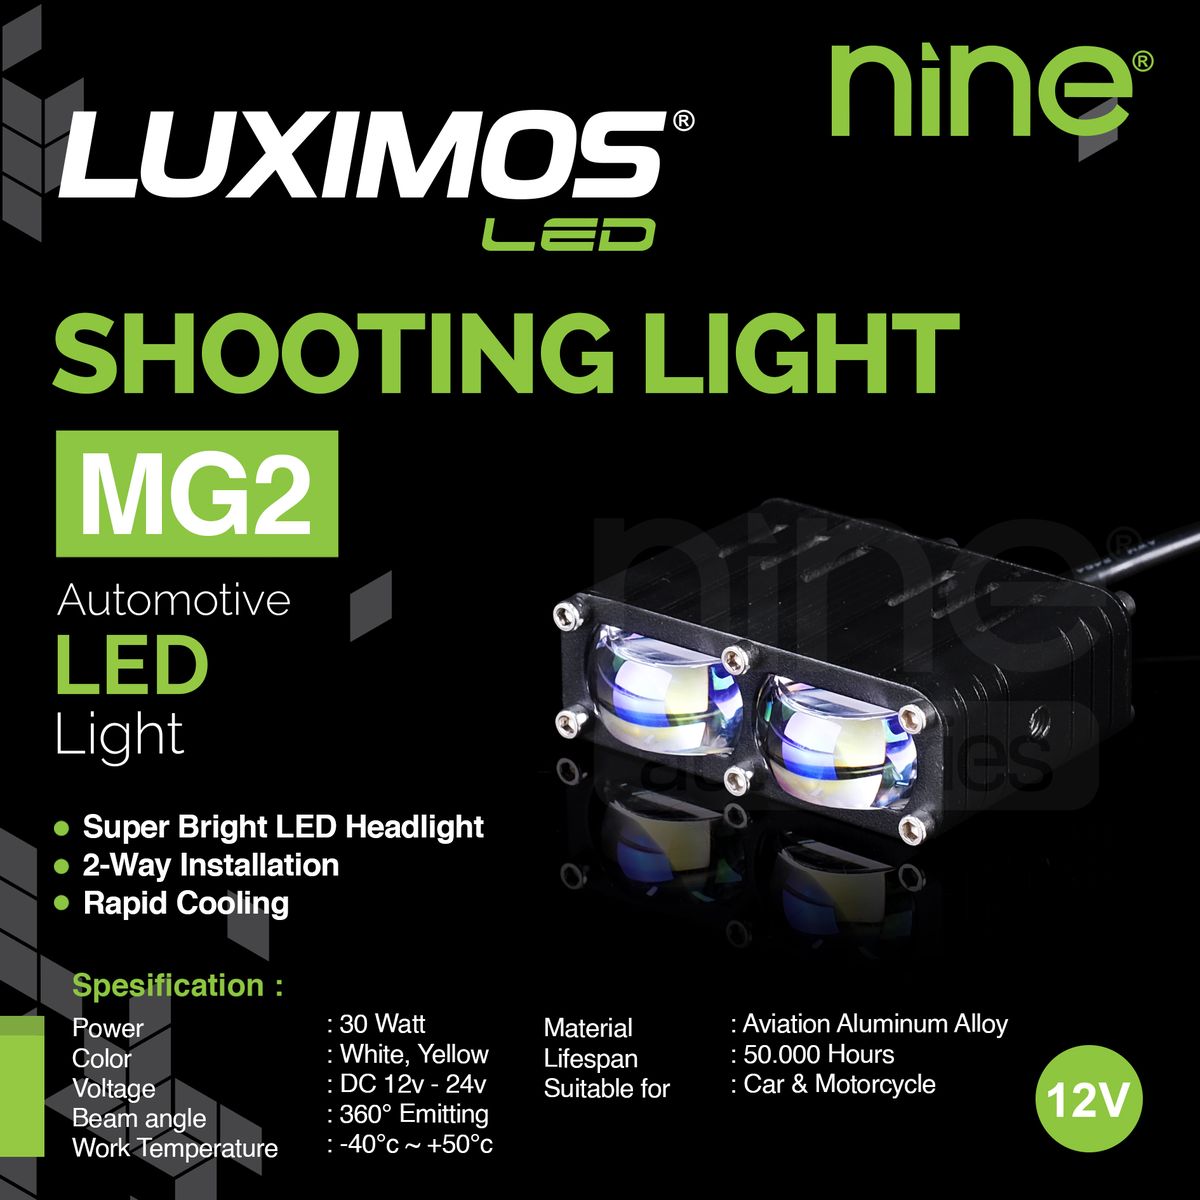 nine®
LUXIMOS®
LED
SHOOTING LIGHT
MG2
Automotive
LED
Light
nine®
• Super Bright LED Headlight
• 2-Way Installation
• Rapid Cooling
Spesification :
Power : 30 Watt
Color : White, Yellow
Voltage : DC 12v - 24v
Beam angle : 360° Emitting
Work Temperature : -40°c ~ +50°c
Material : Aviation Aluminum Alloy
Lifespan : 50.000 Hours
Suitable for : Car & Motorcycle
12V